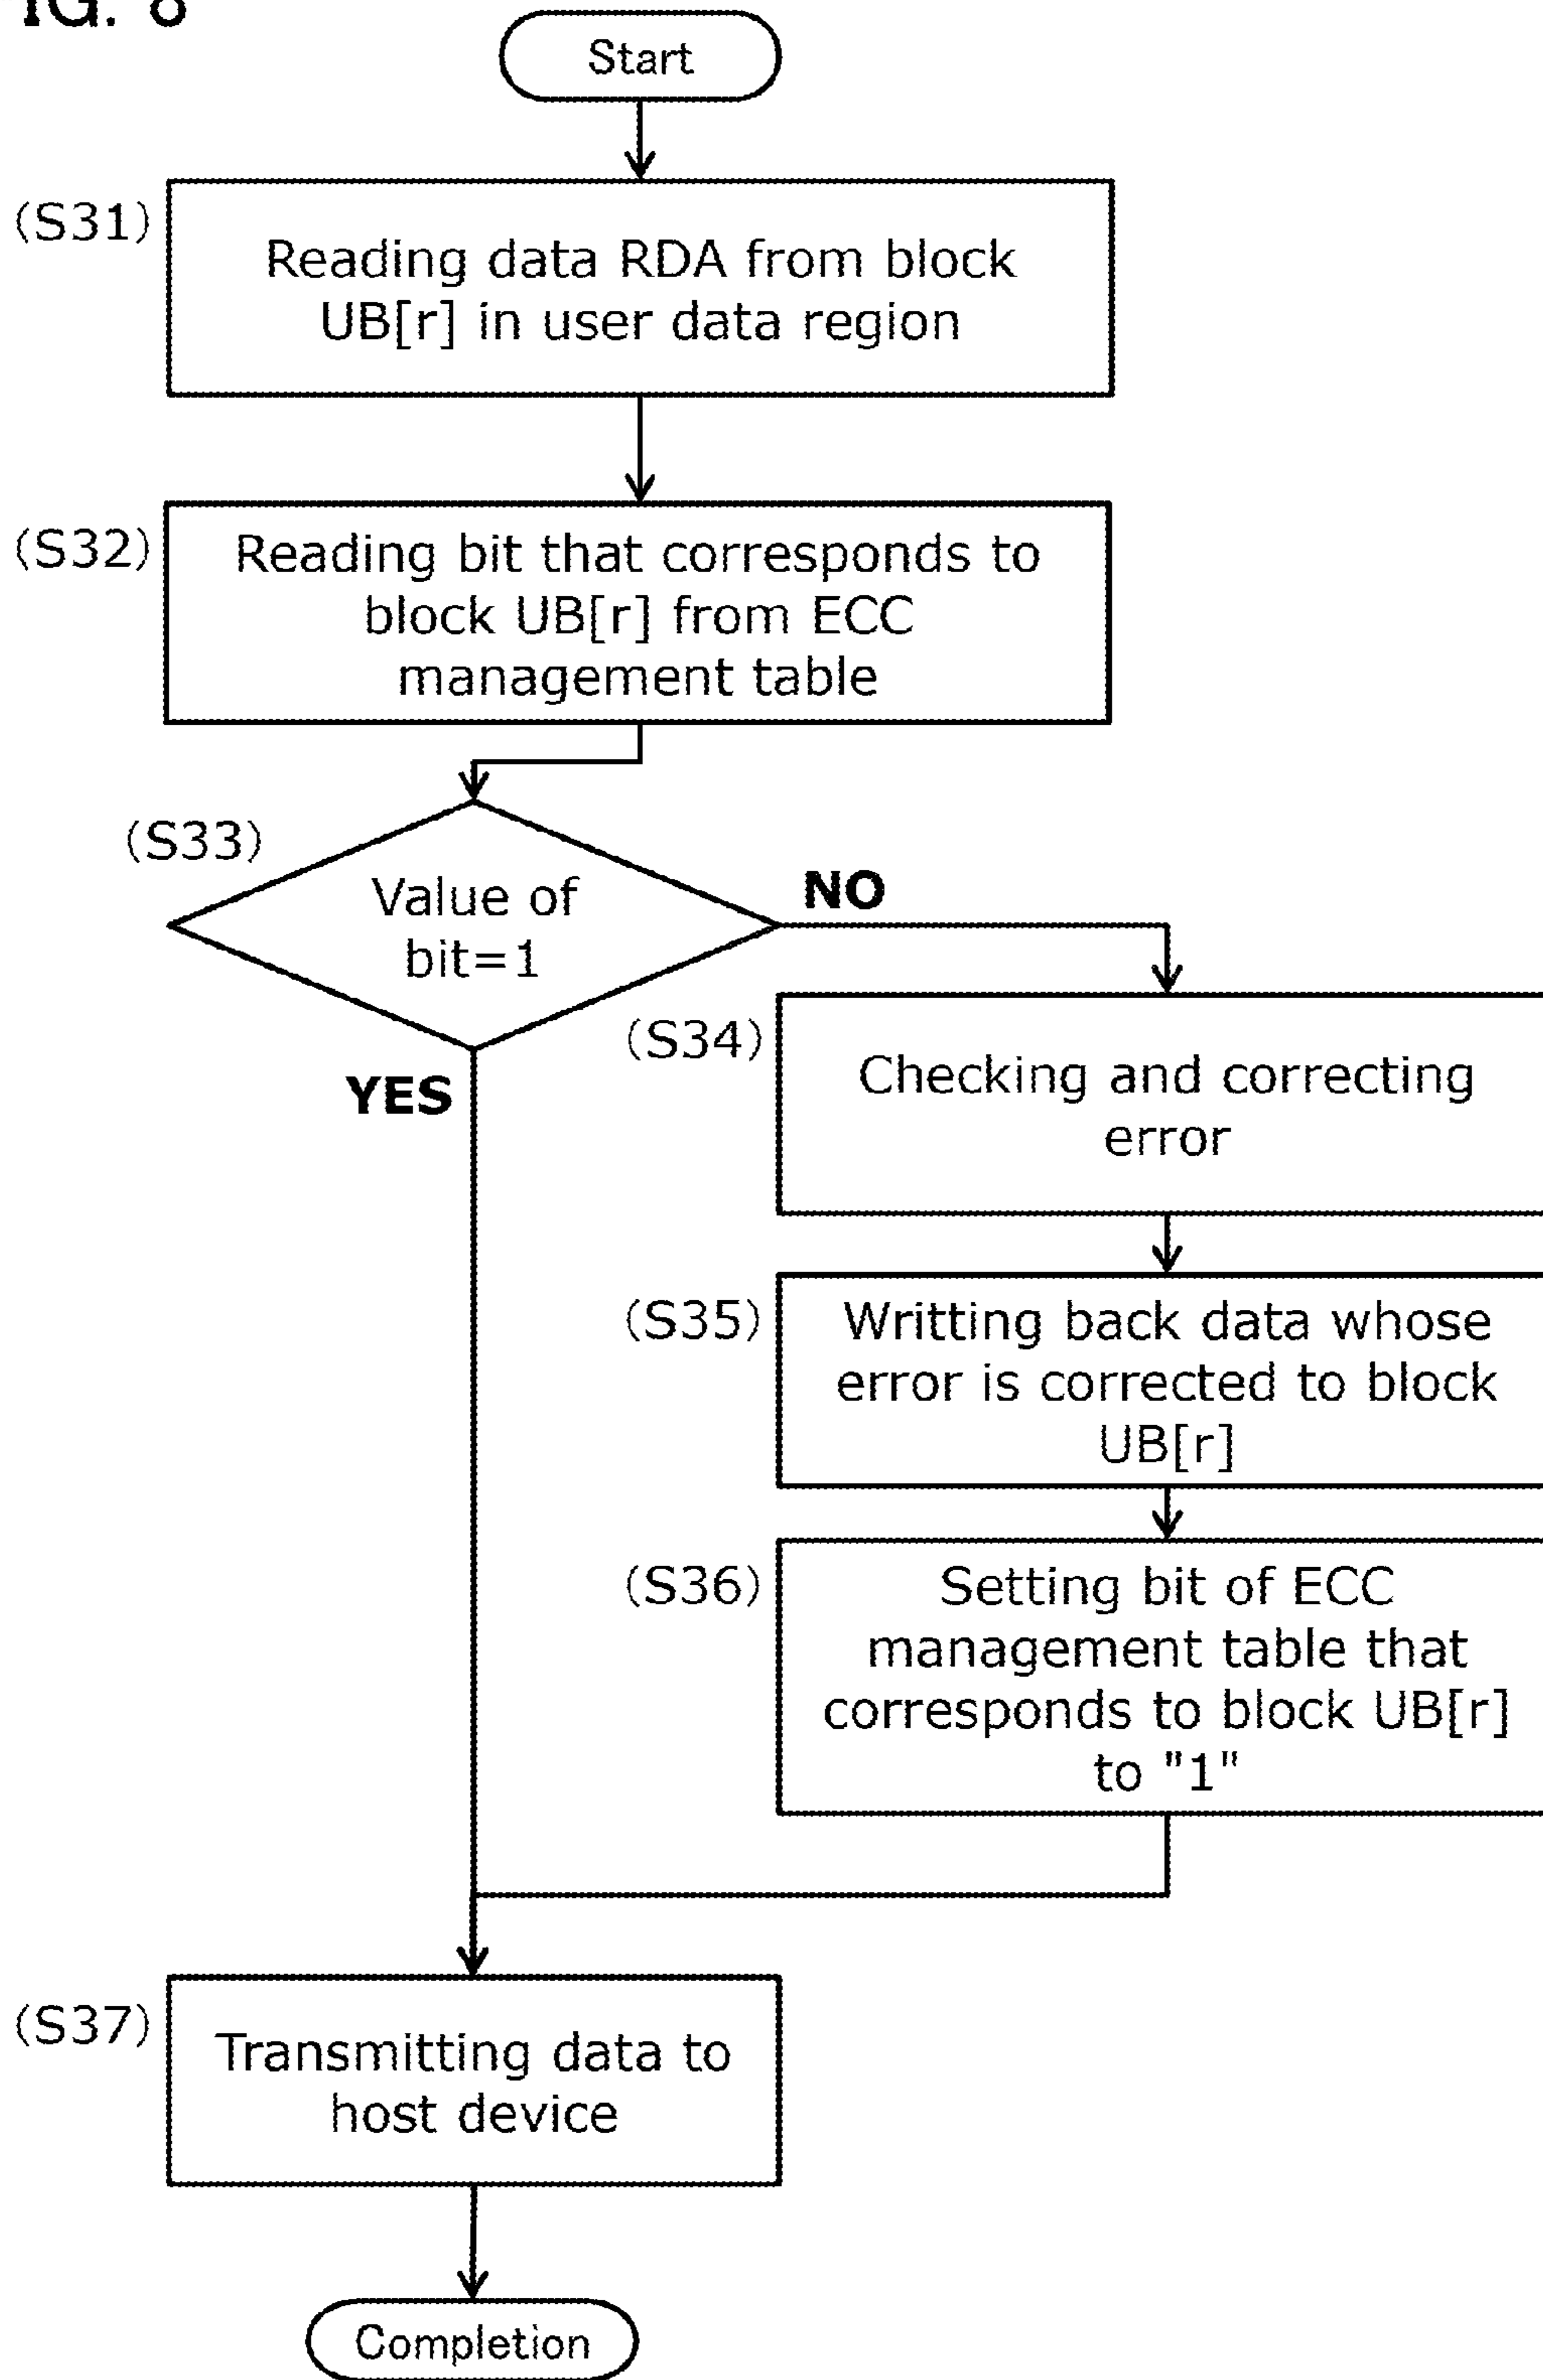 FIG. 8
Start
(S31)
Reading data RDA from block
UB[r] in user data region
(S32)
Reading bit that corresponds to
block UB[r] from ECC
management table
(S33)
Value of
bit=1
NO
YES
(S34)
Checking and correcting
error
(S35)
Writting back data whose
error is corrected to block
UB[r]
(S36)
Setting bit of ECC
management table that
corresponds to block UB[r]
to "1"
(S37)
Transmitting data to
host device
Completion